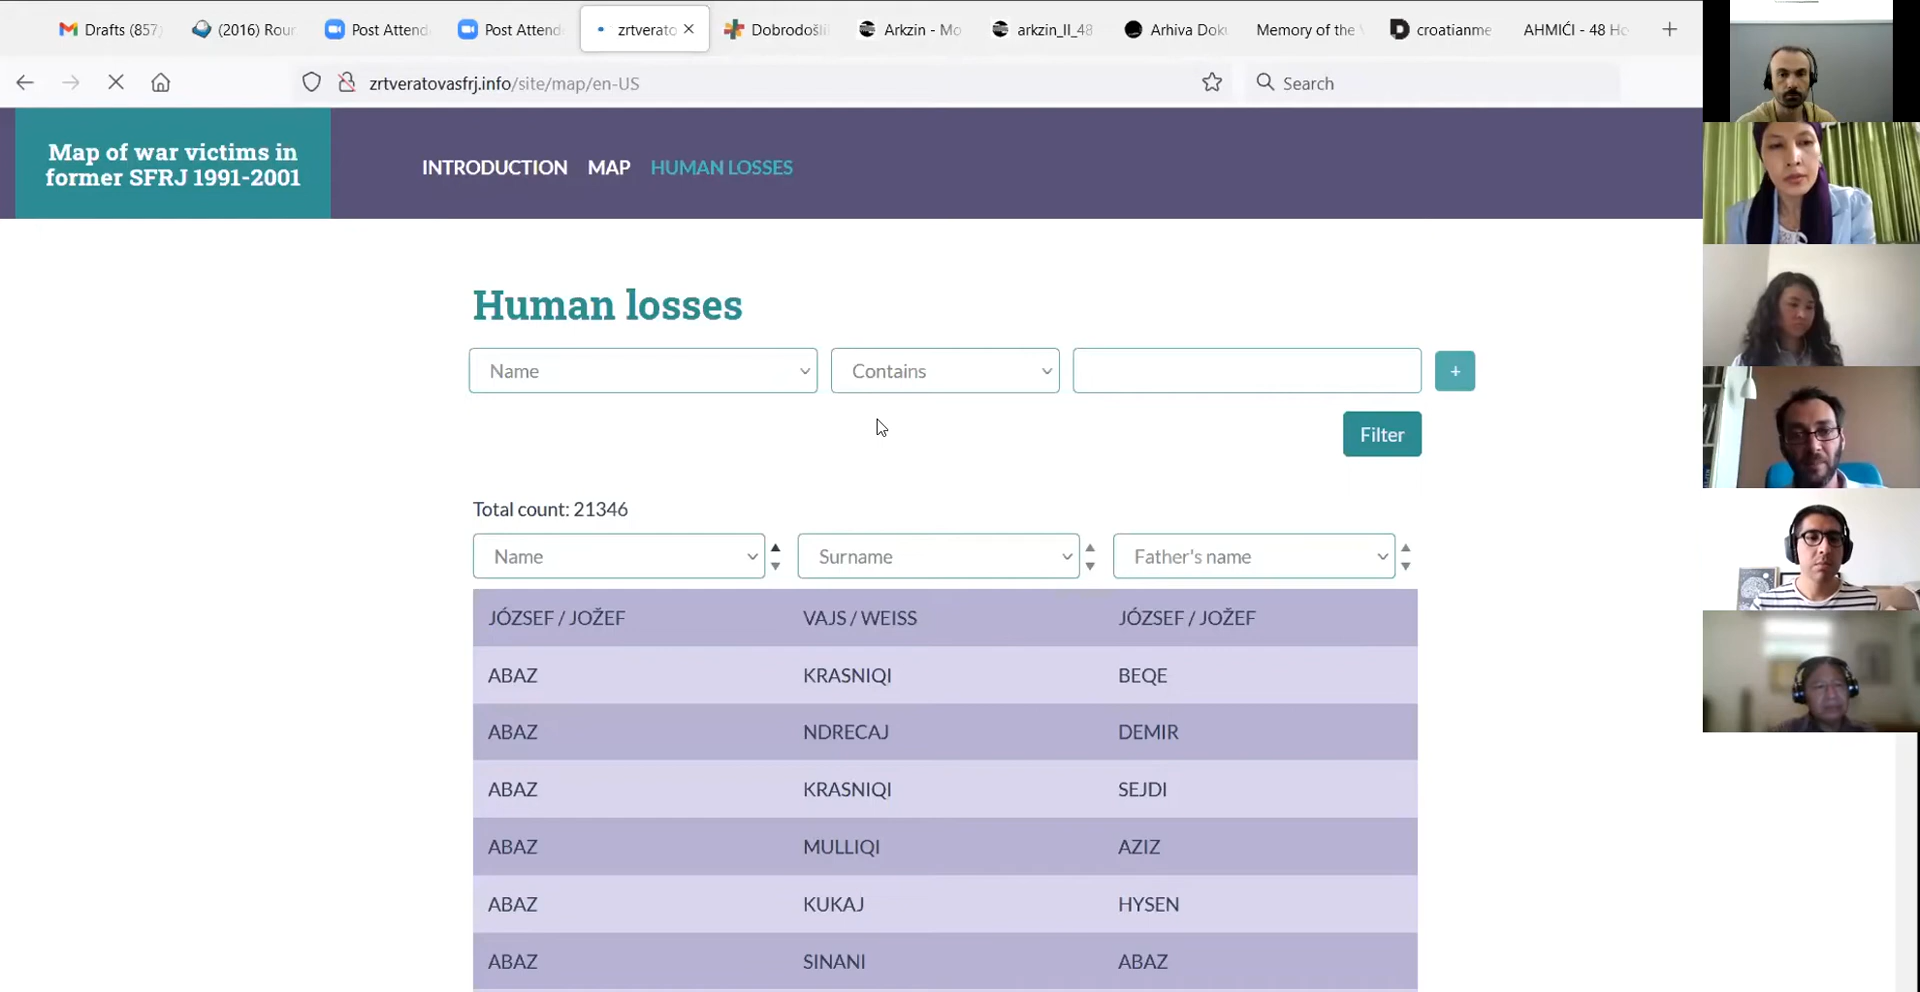 Drafts (857) (2016) Rour Post Attend Post Attend zrtverato Dobrodošli Arkzin - Mo arkzin_II_48 Arhiva Doku Memory of the croatianme AHMIĆI - 48 Ho
zrtveratovasfrj.info/site/map/en-US Search
Map of war victims in
former SFRJ 1991-2001
INTRODUCTION MAP HUMAN LOSSES
Human losses
Name Contains +
Filter
Total count: 21346
Name Surname Father's name
JÓZSEF / JOŽEF VAJS / WEISS JÓZSEF / JOŽEF
ABAZ KRASNIQI BEQE
ABAZ NDRECAJ DEMIR
ABAZ KRASNIQI SEJDI
ABAZ MULLIQI AZIZ
ABAZ KUKAJ HYSEN
ABAZ SINANI ABAZ